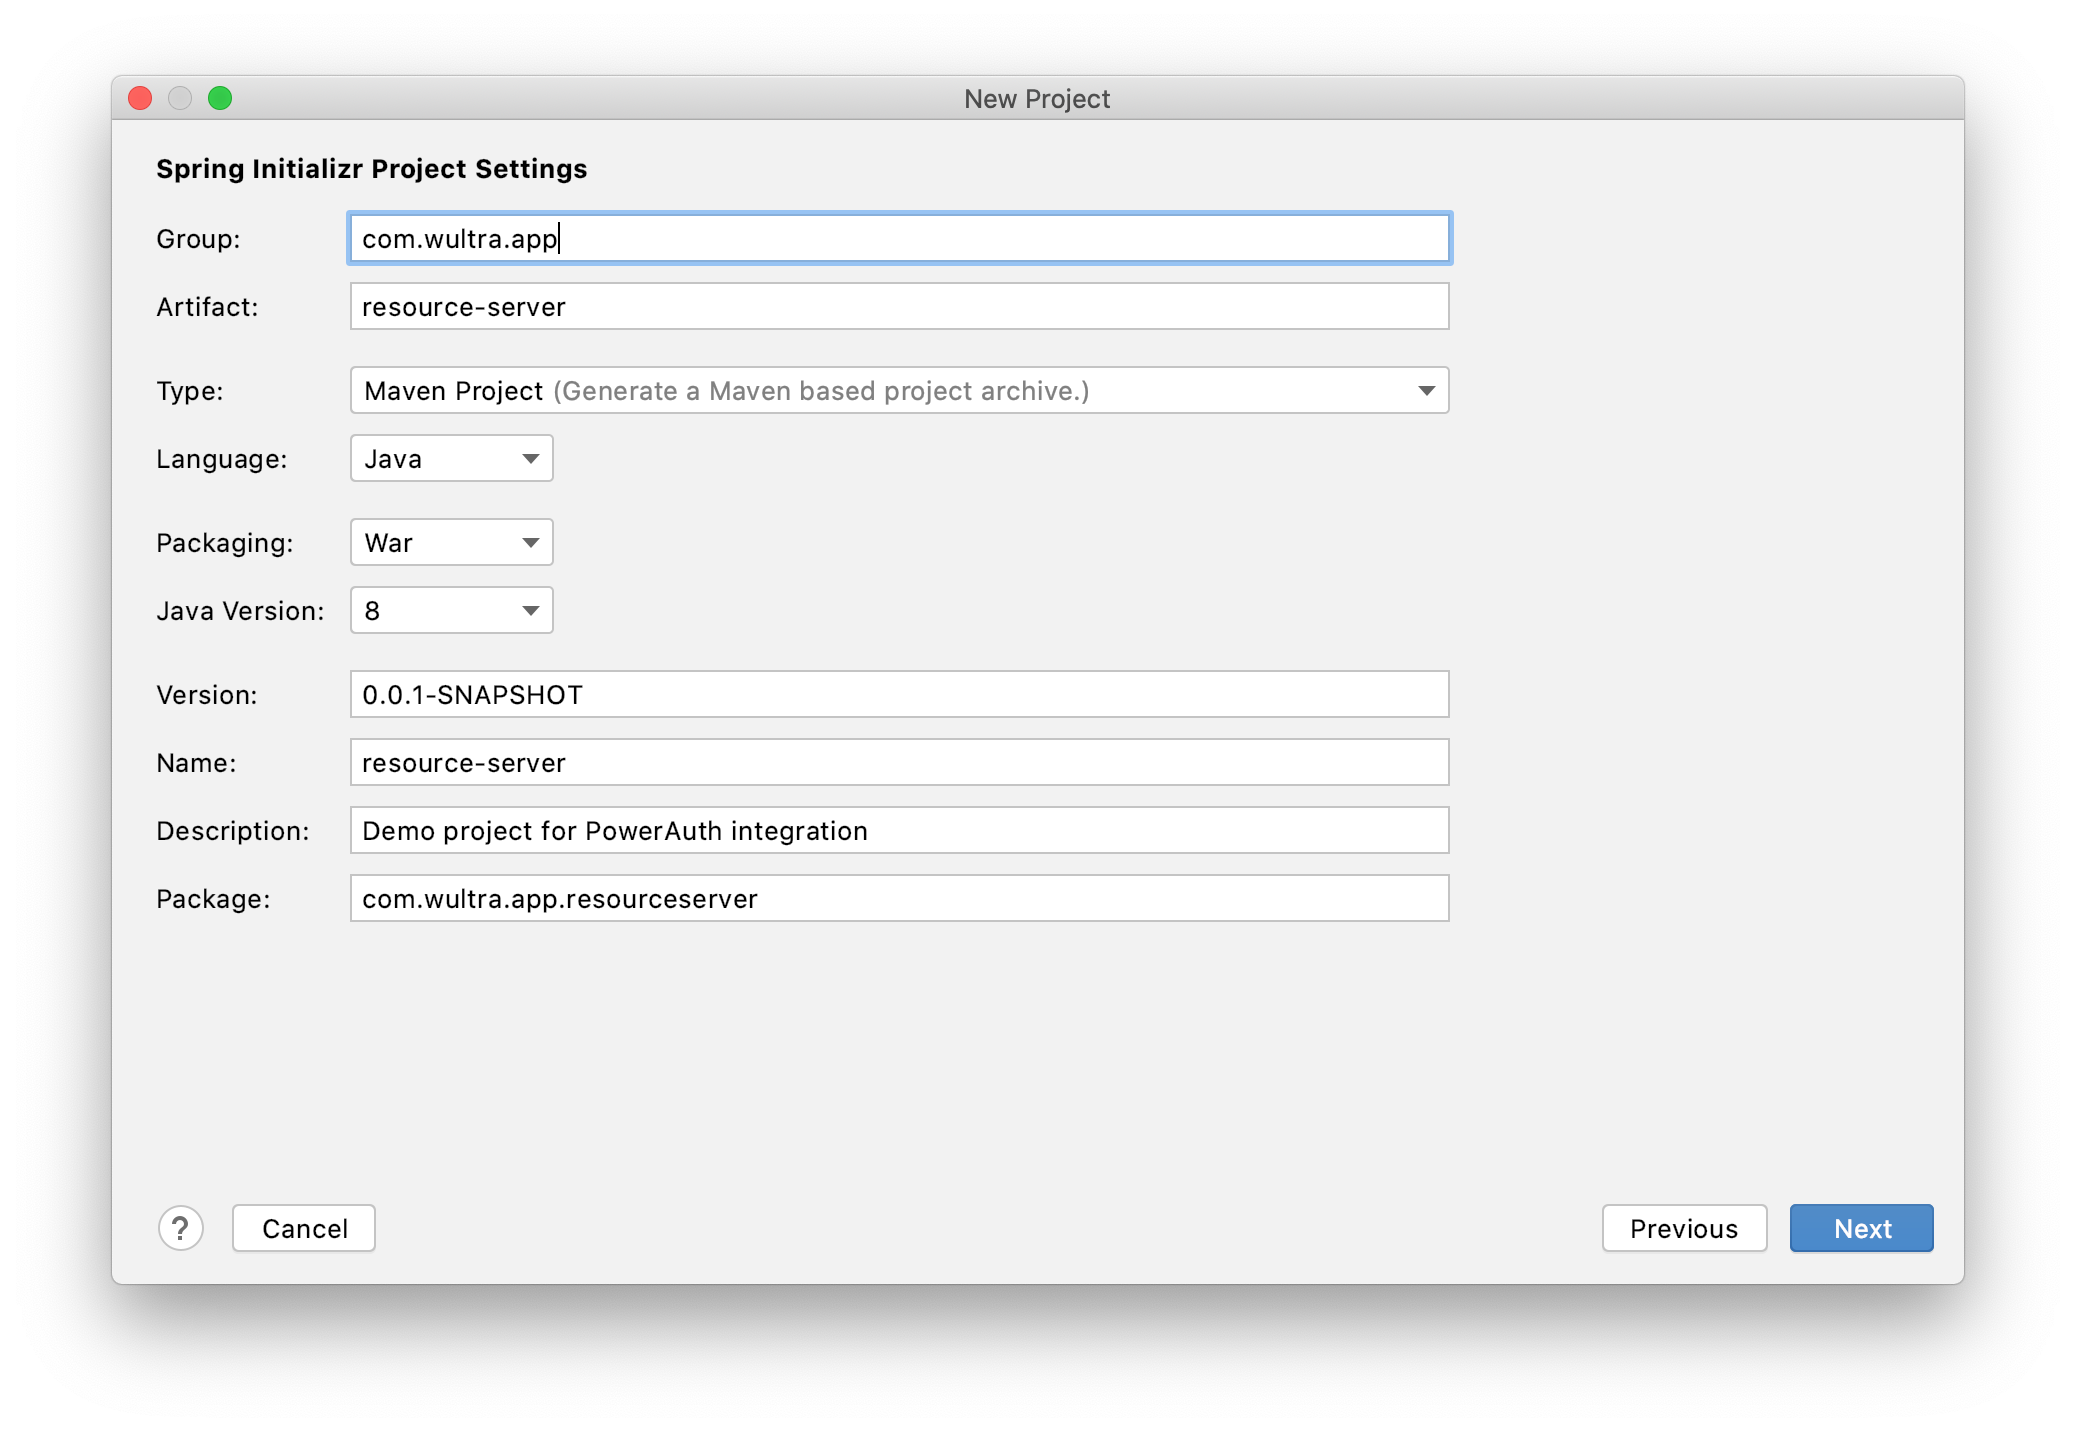 New Project
Spring Initializr Project Settings
Group: com.wultra.app
Artifact: resource-server
Type: Maven Project (Generate a Maven based project archive.)
Language: Java
Packaging: War
Java Version: 8
Version: 0.0.1-SNAPSHOT
Name: resource-server
Description: Demo project for PowerAuth integration
Package: com.wultra.app.resourceserver
? Cancel Previous Next